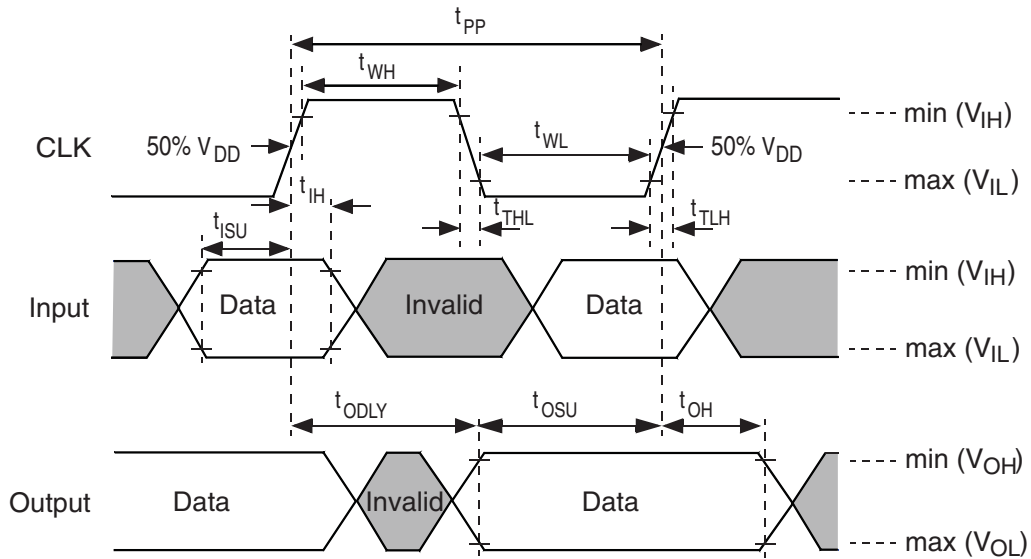 tPP
tWH
min (VIH)
CLK
50% VDD
tWL
50% VDD
max (VIL)
tIH
tISU
tTHL
tTLH
min (VIH)
Input
Data
Invalid
Data
max (VIL)
tODLY
tOSU
tOH
min (VOH)
Output
Data
Invalid
Data
max (VOL)